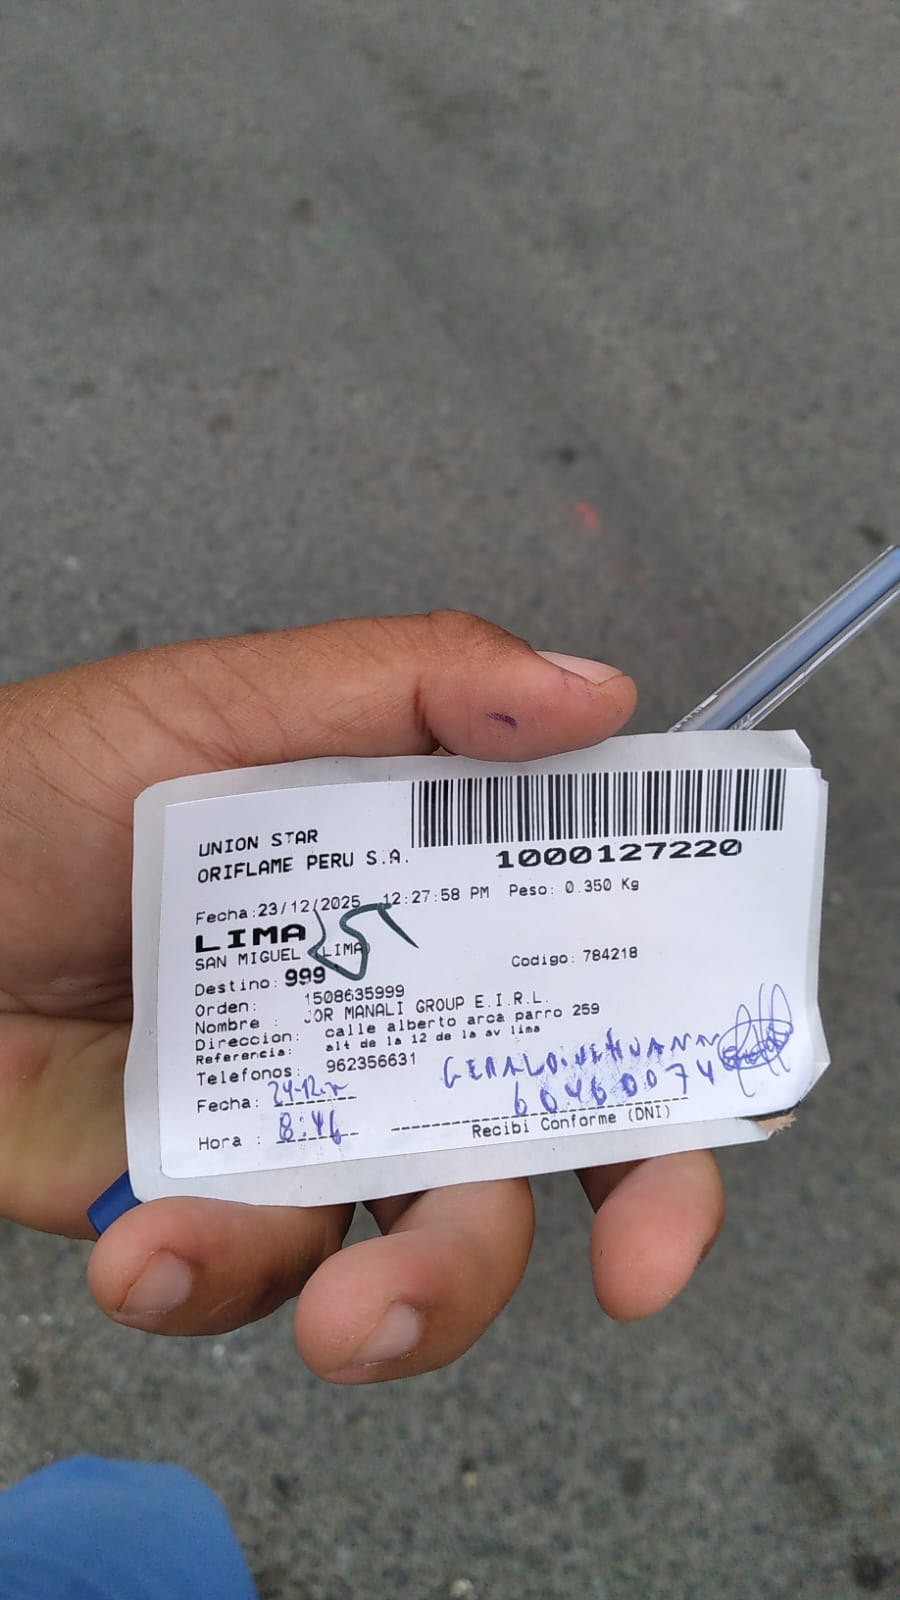 UNION STAR
ORIFLAME PERU S.A.
1000127220
Fecha:23/12/2025 12:27:58 PM Peso: 0.350 Kg
LIMA
SAN MIGUEL (LIMA)
Destino: 999 Codigo: 784218
Orden: 1508635999
Nombre : JOR MANALI GROUP E.I.R.L.
Direccion: calle alberto arca parro 259
Referencia: alt de la 12 de la av lima
Telefonos: 962356631
60460074
Fecha: 24-12
Hora : 8:46
Recibi Conforme (DNI)